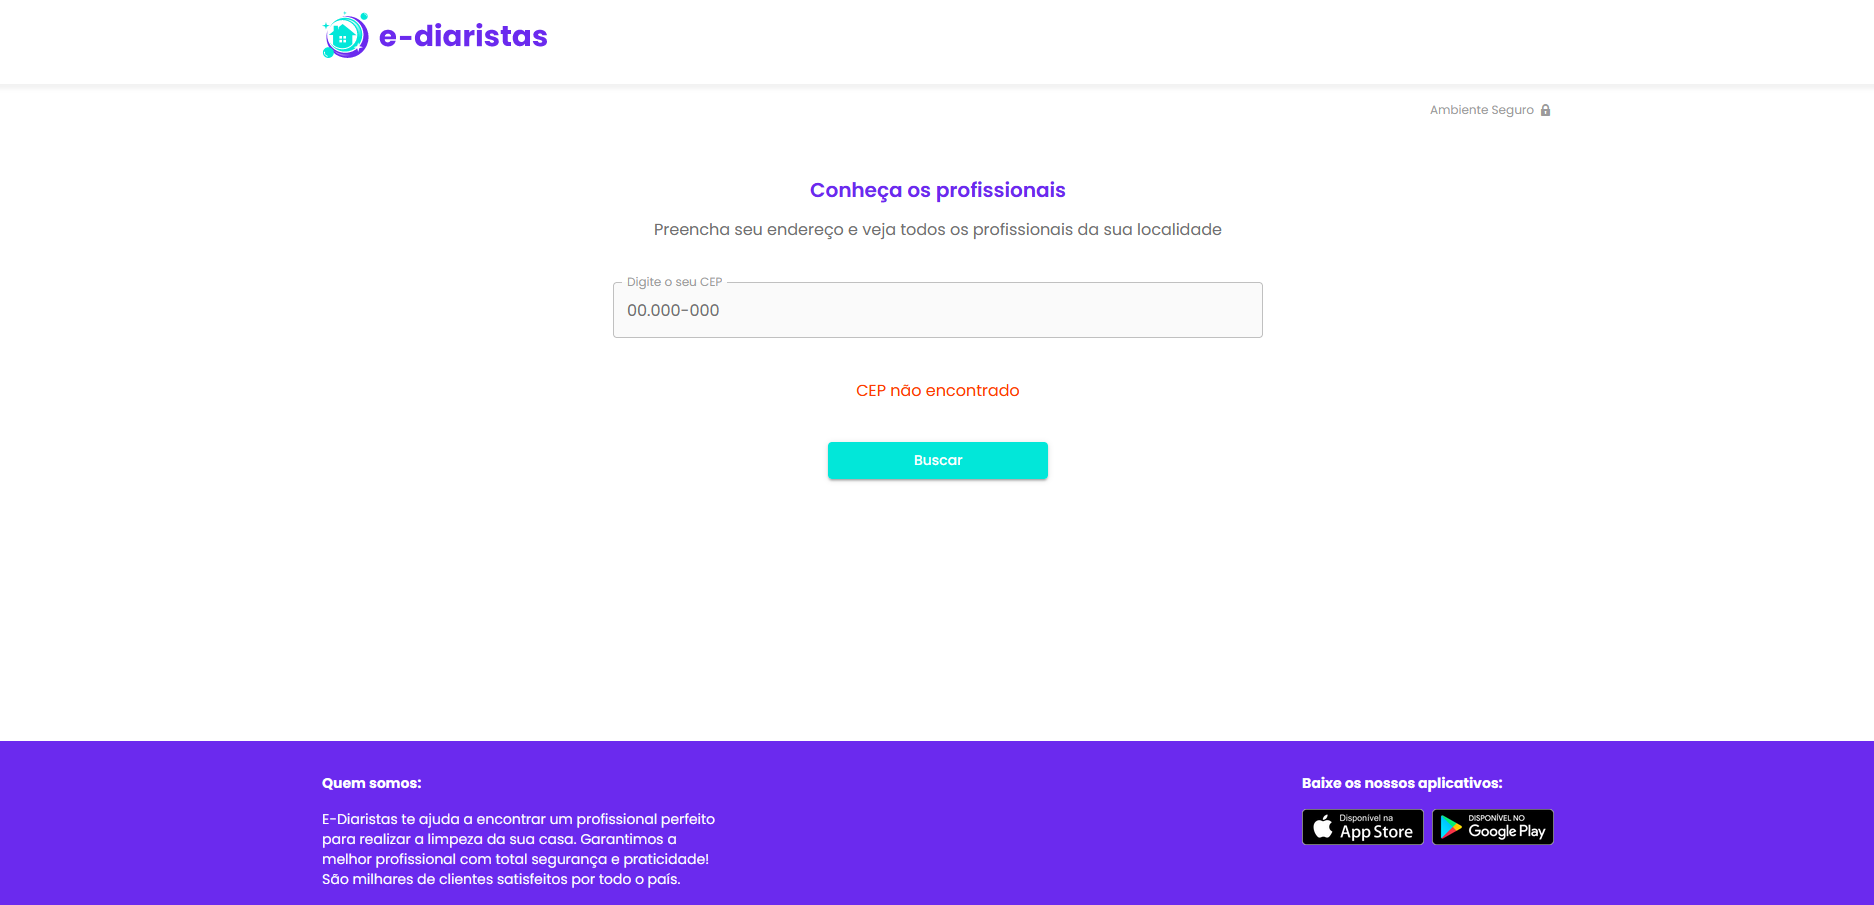 e-diaristas
Ambiente Seguro
Conheça os profissionais
Preencha seu endereço e veja todos os profissionais da sua localidade
Digite o seu CEP
00.000-000
CEP não encontrado
Buscar
Quem somos:
E-Diaristas te ajuda a encontrar um profissional perfeito
para realizar a limpeza da sua casa. Garantimos a
melhor profissional com total segurança e praticidade!
São milhares de clientes satisfeitos por todo o país.
Baixe os nossos aplicativos:
Disponível na
App Store
DISPONÍVEL NO
Google Play